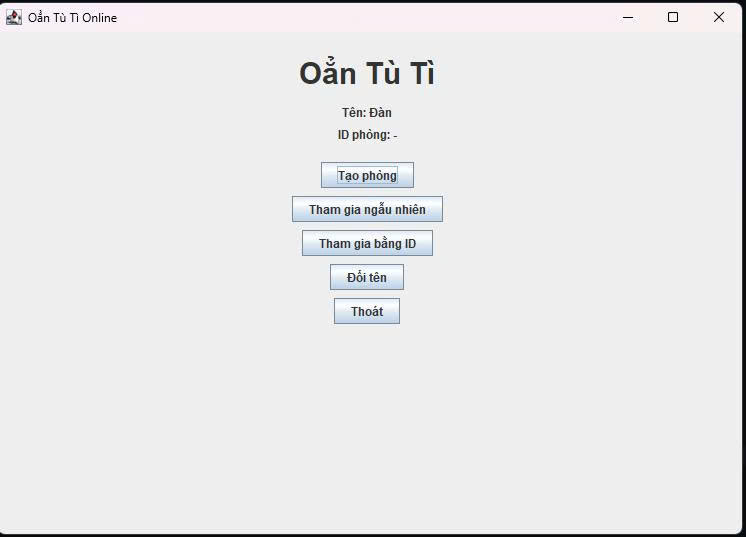 Oẳn Tù Tì Online
Oẳn Tù Tì
Tên: Đàn
ID phòng: -
Tạo phòng
Tham gia ngẫu nhiên
Tham gia bằng ID
Đổi tên
Thoát